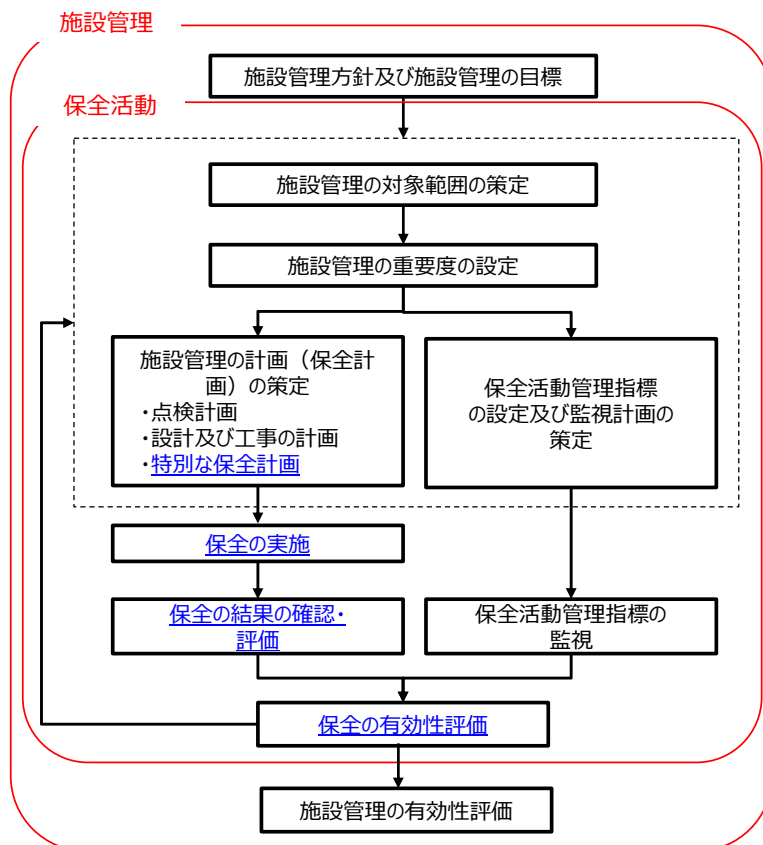 施設管理
施設管理方針及び施設管理の目標
保全活動
施設管理の対象範囲の策定
施設管理の重要度の設定
施設管理の計画（保全計
画）の策定
・点検計画
・設計及び工事の計画
・特別な保全計画
保全活動管理指標
の設定及び監視計画の
策定
保全の実施
保全の結果の確認・
評価
保全活動管理指標の
監視
保全の有効性評価
施設管理の有効性評価